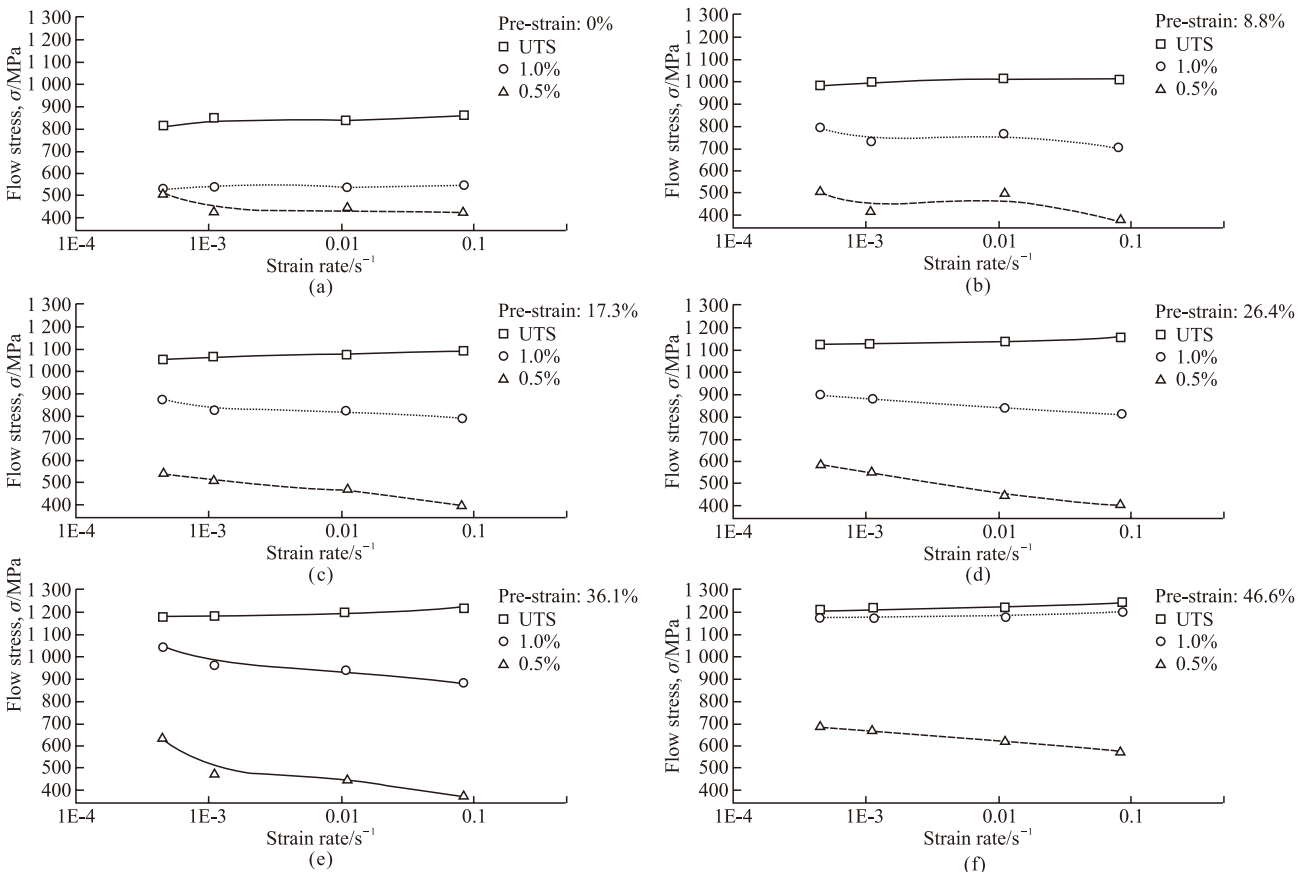 1 300
1 200
1 100
1 000
900
800
700
600
500
400
Flow stress, σ/MPa
Pre-strain: 0%
UTS
1.0%
0.5%
1E-4 1E-3 0.01 0.1
Strain rate/s⁻¹
(a)
1 300
1 200
1 100
1 000
900
800
700
600
500
400
Flow stress, σ/MPa
Pre-strain: 8.8%
UTS
1.0%
0.5%
1E-4 1E-3 0.01 0.1
Strain rate/s⁻¹
(b)
1 300
1 200
1 100
1 000
900
800
700
600
500
400
Flow stress, σ/MPa
Pre-strain: 17.3%
UTS
1.0%
0.5%
1E-4 1E-3 0.01 0.1
Strain rate/s⁻¹
(c)
1 300
1 200
1 100
1 000
900
800
700
600
500
400
Flow stress, σ/MPa
Pre-strain: 26.4%
UTS
1.0%
0.5%
1E-4 1E-3 0.01 0.1
Strain rate/s⁻¹
(d)
1 300
1 200
1 100
1 000
900
800
700
600
500
400
Flow stress, σ/MPa
Pre-strain: 36.1%
UTS
1.0%
0.5%
1E-4 1E-3 0.01 0.1
Strain rate/s⁻¹
(e)
1 300
1 200
1 100
1 000
900
800
700
600
500
400
Flow stress, σ/MPa
Pre-strain: 46.6%
UTS
1.0%
0.5%
1E-4 1E-3 0.01 0.1
Strain rate/s⁻¹
(f)